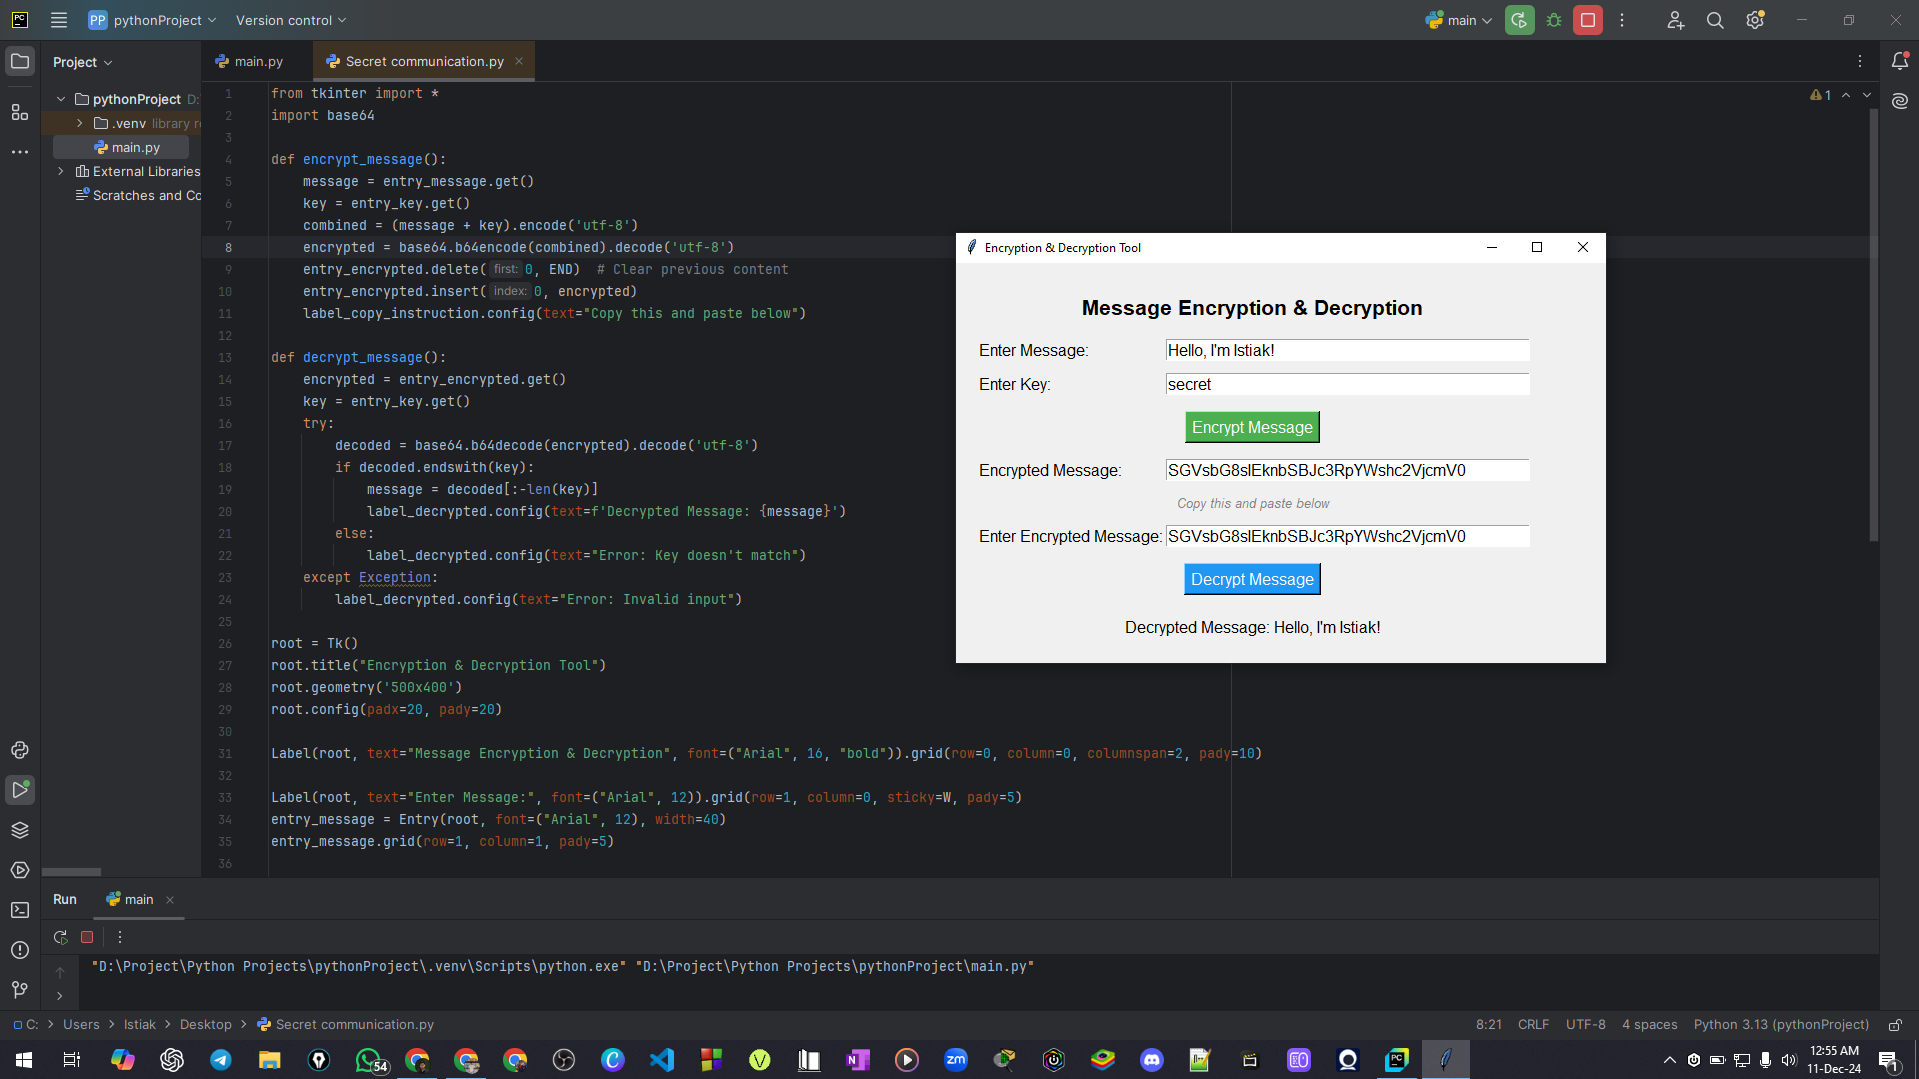 PC
PP pythonProject
Version control
main
Project
main.py
Secret communication.py
pythonProject D:
.venv library r
main.py
External Libraries
Scratches and Co
1
1 from tkinter import *
2 import base64
3
4 def encrypt_message():
5 message = entry_message.get()
6 key = entry_key.get()
7 combined = (message + key).encode('utf-8')
8 encrypted = base64.b64encode(combined).decode('utf-8')
9 entry_encrypted.delete( first: 0, END)  # Clear previous content
10 entry_encrypted.insert( index: 0, encrypted)
11 label_copy_instruction.config(text="Copy this and paste below")
12
13 def decrypt_message():
14 encrypted = entry_encrypted.get()
15 key = entry_key.get()
16 try:
17 decoded = base64.b64decode(encrypted).decode('utf-8')
18 if decoded.endswith(key):
19 message = decoded[:-len(key)]
20 label_decrypted.config(text=f'Decrypted Message: {message}')
21 else:
22 label_decrypted.config(text="Error: Key doesn't match")
23 except Exception:
24 label_decrypted.config(text="Error: Invalid input")
25
26 root = Tk()
27 root.title("Encryption & Decryption Tool")
28 root.geometry('500x400')
29 root.config(padx=20, pady=20)
30
31 Label(root, text="Message Encryption & Decryption", font=("Arial", 16, "bold")).grid(row=0, column=0, columnspan=2, pady=10)
32
33 Label(root, text="Enter Message:", font=("Arial", 12)).grid(row=1, column=0, sticky=W, pady=5)
34 entry_message = Entry(root, font=("Arial", 12), width=40)
35 entry_message.grid(row=1, column=1, pady=5)
36
Encryption & Decryption Tool
Message Encryption & Decryption
Enter Message: Hello, I'm Istiak!
Enter Key: secret
Encrypt Message
Encrypted Message: SGVsbG8sIEknbSBJc3RpYWshc2VjcmV0
Copy this and paste below
Enter Encrypted Message: SGVsbG8sIEknbSBJc3RpYWshc2VjcmV0
Decrypt Message
Decrypted Message: Hello, I'm Istiak!
Run main
"D:\Project\Python Projects\pythonProject\.venv\Scripts\python.exe" "D:\Project\Python Projects\pythonProject\main.py"
C: > Users > Istiak > Desktop > Secret communication.py
8:21 CRLF UTF-8 4 spaces Python 3.13 (pythonProject)
54
zm
PC
12:55 AM
11-Dec-24
1